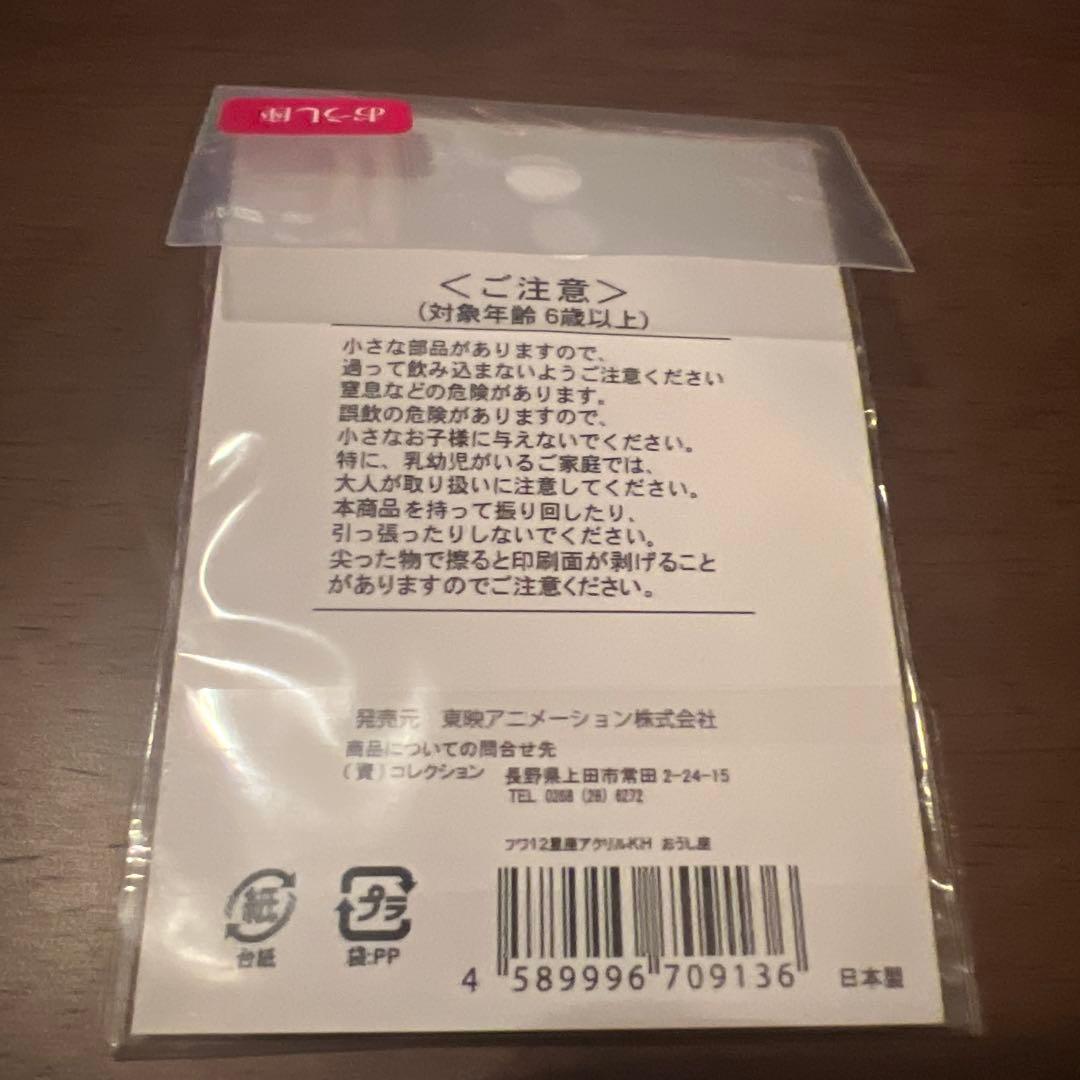 おうし座
＜ご注意＞
(対象年齢 6歳以上)
小さな部品がありますので、
過って飲み込まないようご注意ください
窒息などの危険があります。
誤飲の危険がありますので、
小さなお子様に与えないでください。
特に、乳幼児がいるご家庭では、
大人が取り扱いに注意してください。
本商品を持って振り回したり、
引っ張ったりしないでください。
尖った物で擦ると印刷面が剥げること
がありますのでご注意ください。
発売元　東映アニメーション株式会社
商品についての問合せ先
(資)コレクション　長野県上田市常田2-24-15
TEL 0268 (28) 6272
フワ12星座アクリルKH おうし座
紙
台紙
プラ
袋:PP
4 589996 709136
日本製